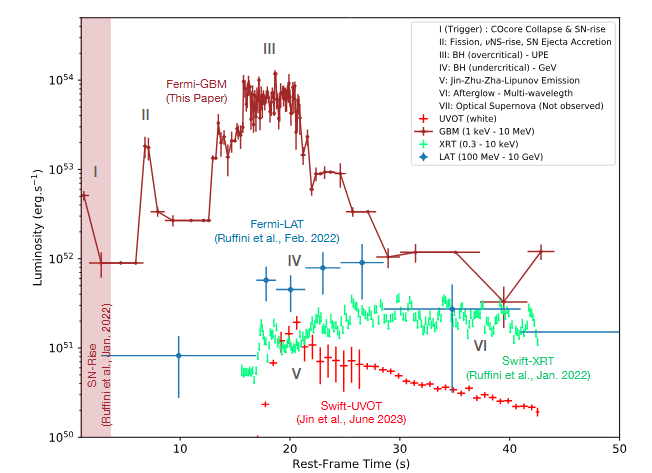 I (Trigger) : COcore Collapse & SN-rise
II: Fission, νNS-rise, SN Ejecta Accretion
III: BH (overcritical) - UPE
IV: BH (undercritical) - GeV
V: Jin-Zhu-Zha-Lipunov Emission
VI: Afterglow - Multi-wavelegth
VII: Optical Supernova (Not observed)
UVOT (white)
GBM (1 keV - 10 MeV)
XRT (0.3 - 10 keV)
LAT (100 MeV - 10 GeV)
III
Fermi-GBM
(This Paper)
II
I
Fermi-LAT
(Ruffini et al., Feb. 2022)
IV
V
VI
Swift-XRT
(Ruffini et al., Jan. 2022)
Swift-UVOT
(Jin et al., June 2023)
SN-Rise
(Ruffini et al., Jan. 2022)
Luminosity (erg.s⁻¹)
10⁵⁴
10⁵³
10⁵²
10⁵¹
10⁵⁰
10 20 30 40 50
Rest-Frame Time (s)